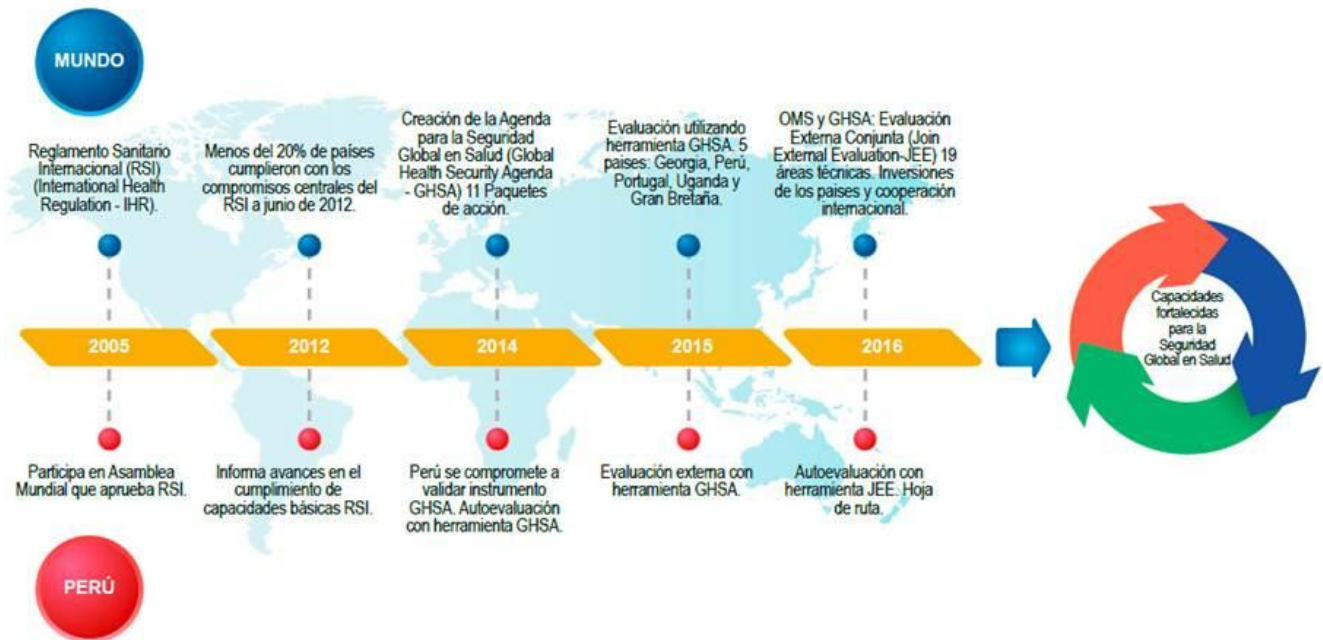 MUNDO
Reglamento Sanitario
Internacional (RSI)
(International Health
Regulation - IHR).
Menos del 20% de países
cumplieron con los
compromisos centrales del
RSI a junio de 2012.
Creación de la Agenda
para la Seguridad
Global en Salud (Global
Health Security Agenda
- GHSA) 11 Paquetes
de acción.
Evaluación utilizando
herramienta GHSA. 5
paises: Georgia, Perú,
Portugal, Uganda y
Gran Bretaña.
OMS y GHSA: Evaluación
Externa Conjunta (Join
External Evaluation-JEE) 19
áreas técnicas. Inversiones
de los paises y cooperación
internacional.
2005
2012
2014
2015
2016
Capacidades
fortalecidas
para la
Seguridad
Global en Salud
Participa en Asamblea
Mundial que aprueba RSI.
Informa avances en el
cumplimiento de
capacidades básicas RSI.
Perú se compromete a
validar instrumento
GHSA. Autoevaluación
con herramienta GHSA.
Evaluación externa con
herramienta GHSA.
Autoevaluación con
herramienta JEE. Hoja
de ruta.
PERÚ